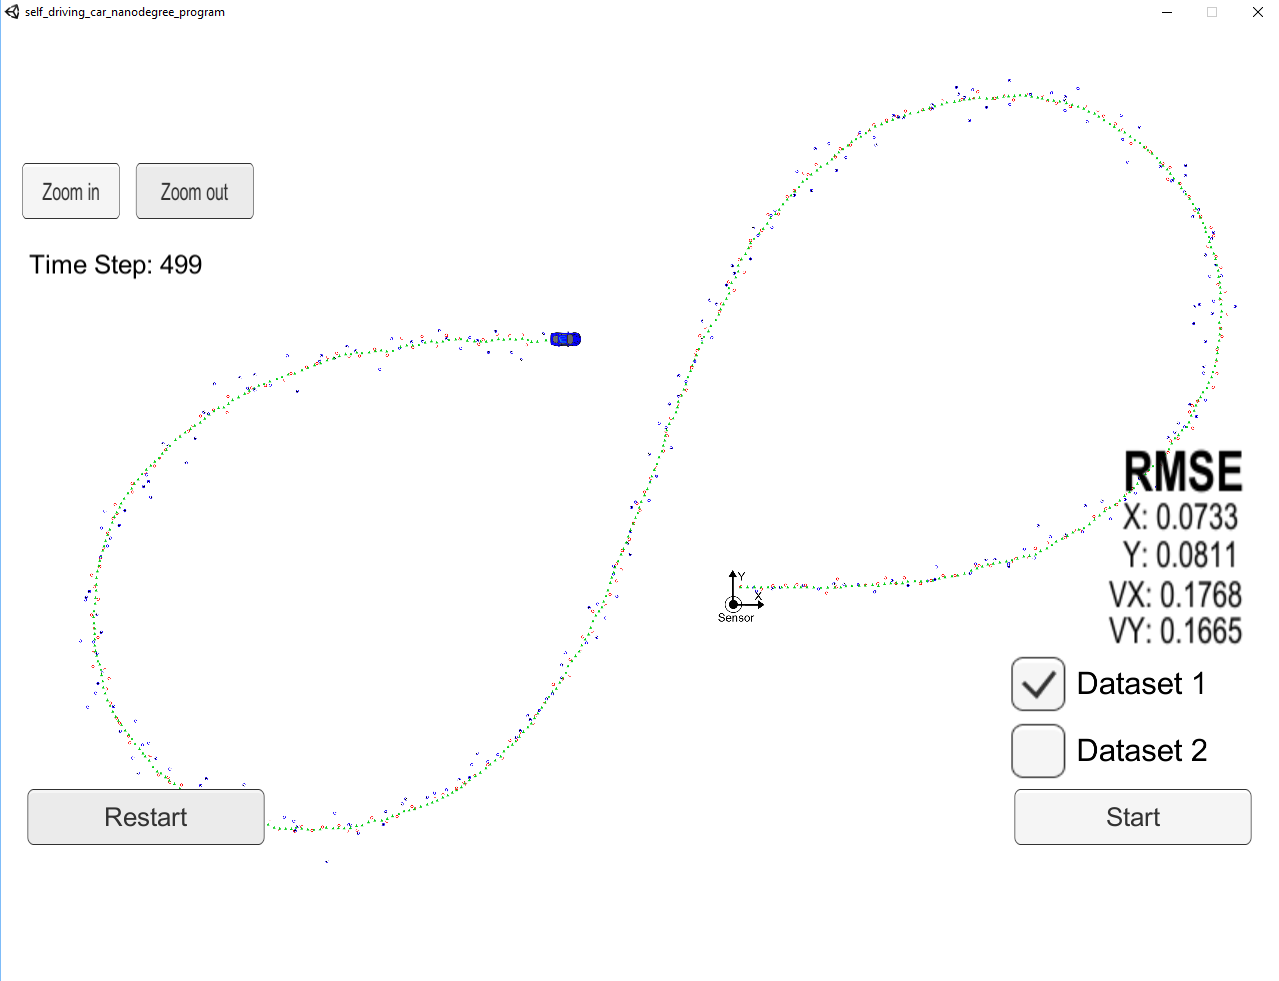 self_driving_car_nanodegree_program
Zoom in
Zoom out
Time Step: 499
RMSE
X: 0.0733
Y: 0.0811
VX: 0.1768
VY: 0.1665
Y
X
Sensor
Dataset 1
Dataset 2
Restart
Start